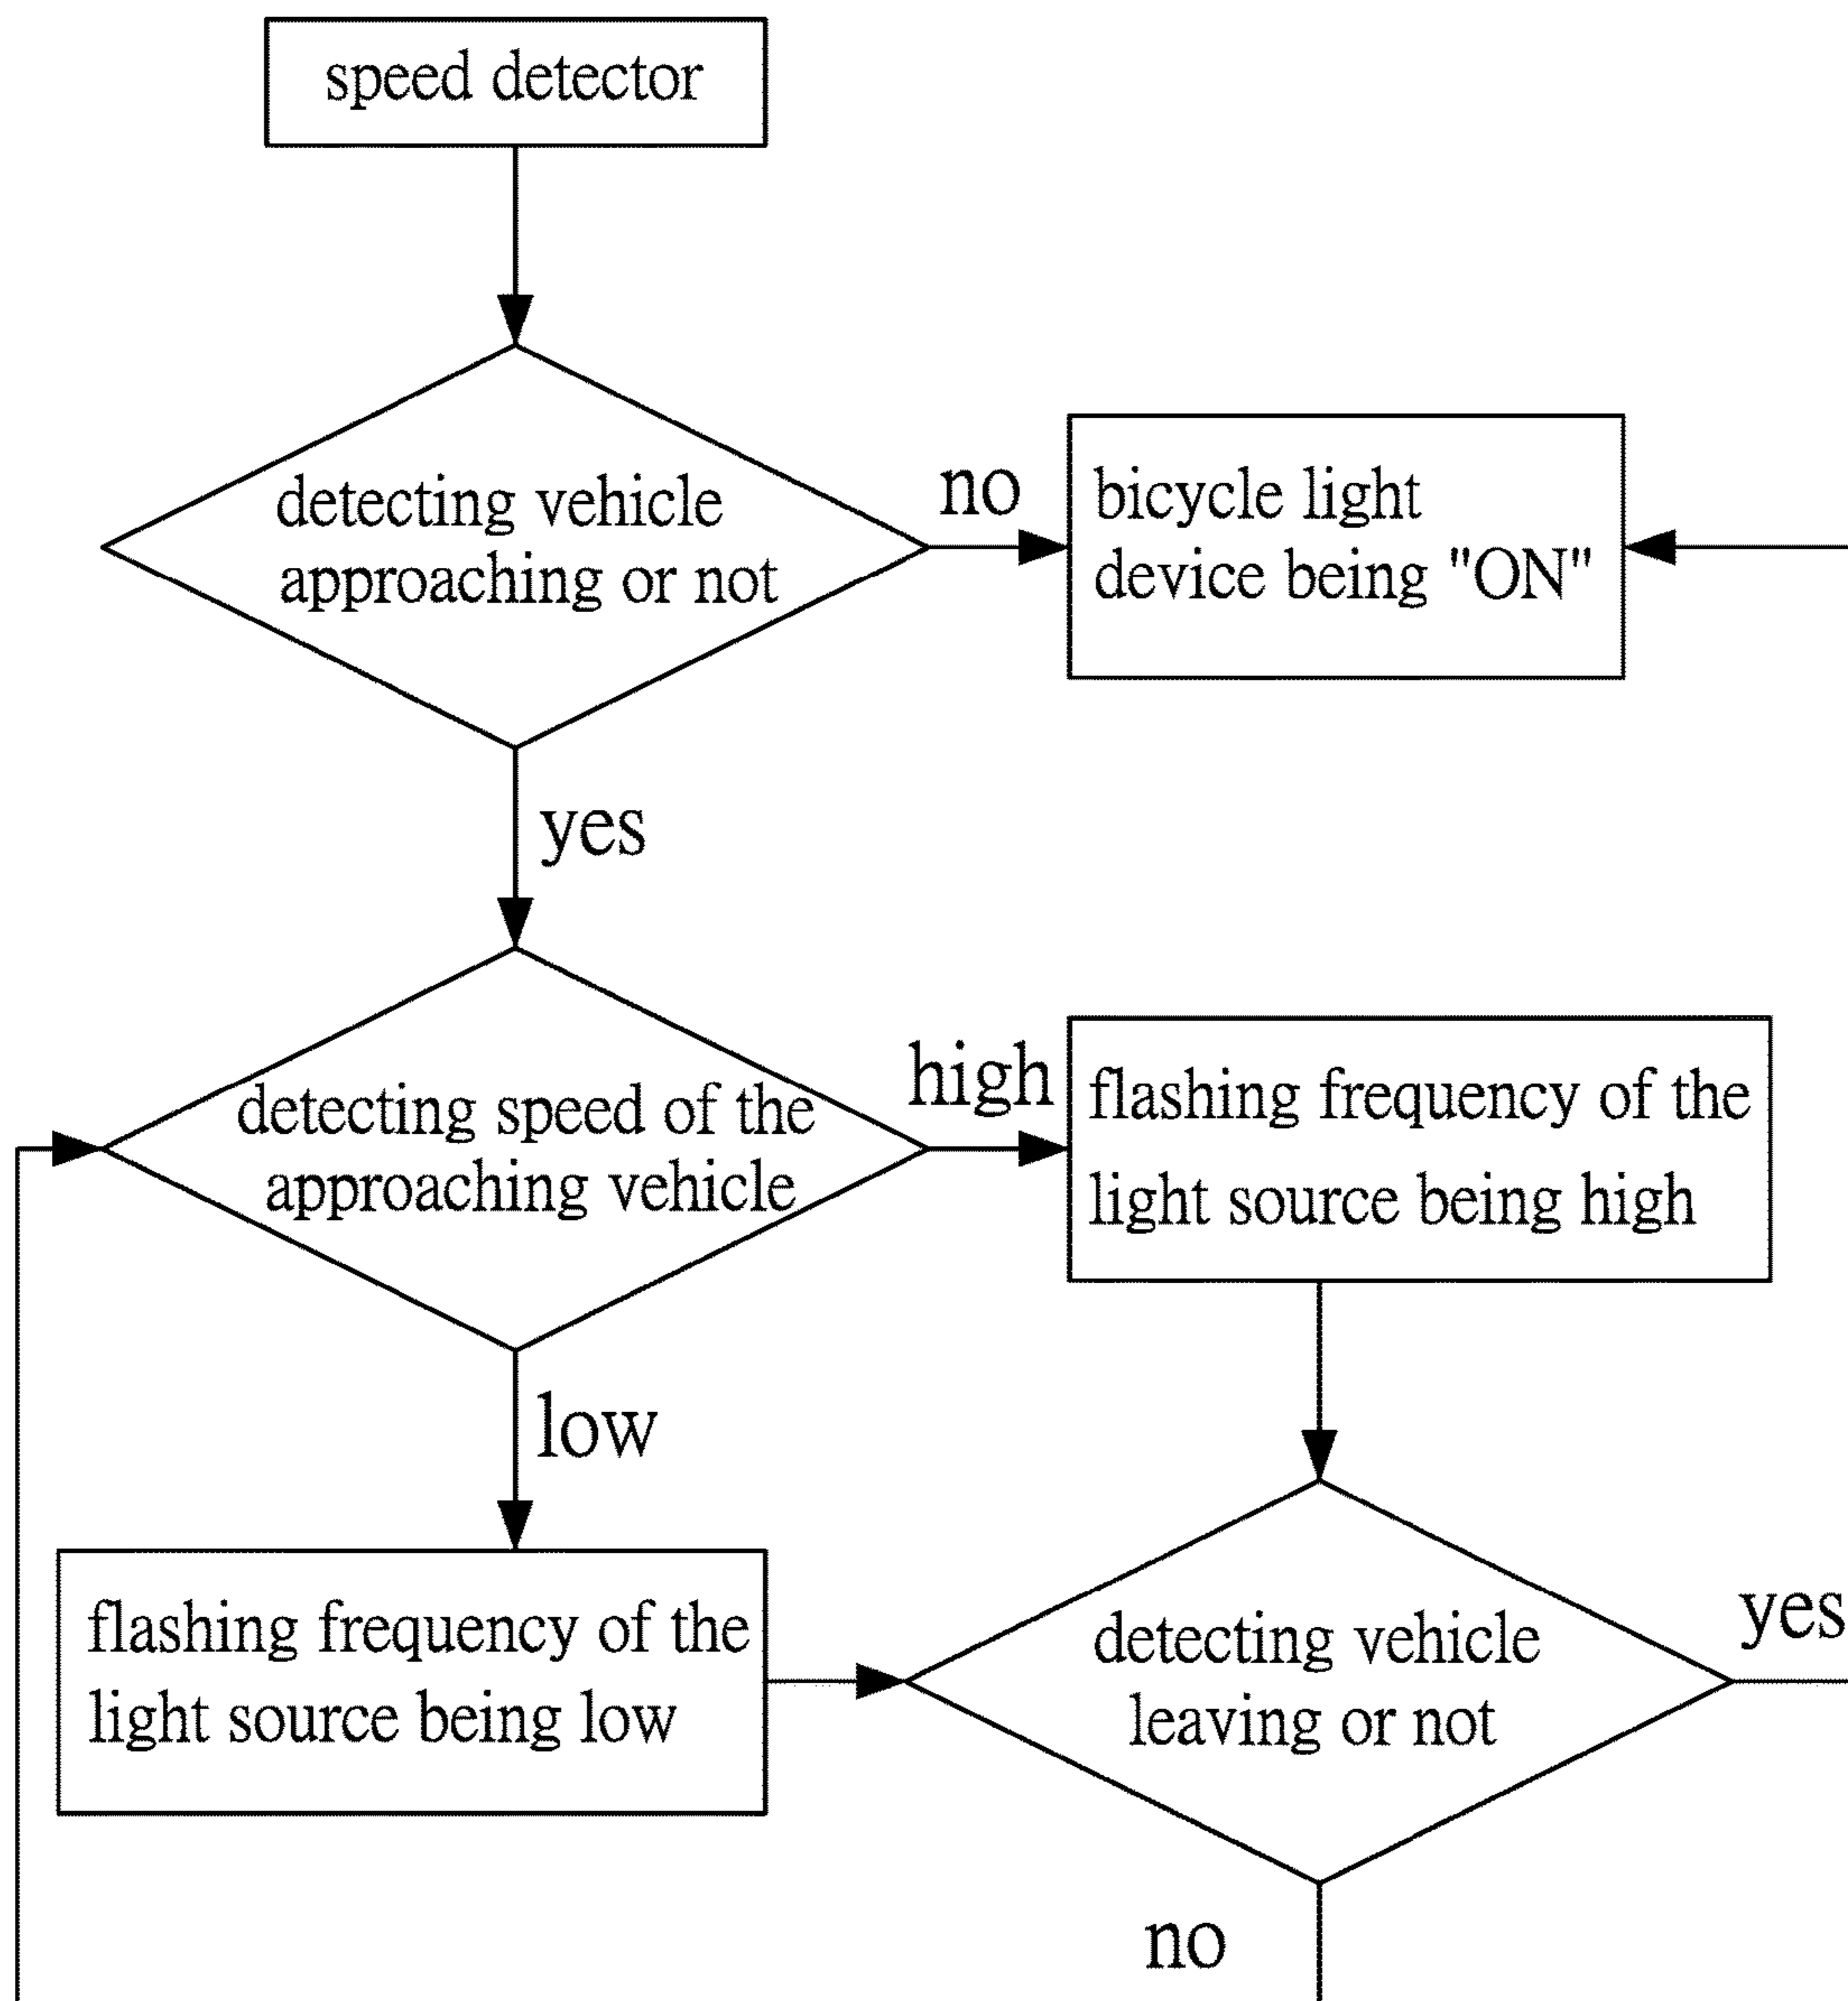 speed detector
detecting vehicle
approaching or not
no
bicycle light
device being "ON"
yes
detecting speed of the
approaching vehicle
high
flashing frequency of the
light source being high
low
flashing frequency of the
light source being low
detecting vehicle
leaving or not
yes
no